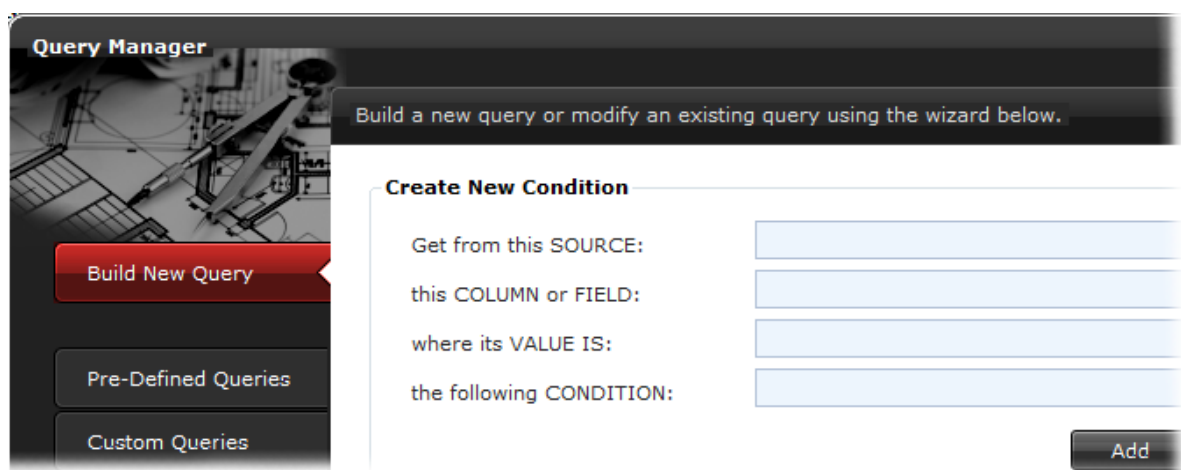 Query Manager
Build a new query or modify an existing query using the wizard below.
Create New Condition
Get from this SOURCE:
Build New Query
this COLUMN or FIELD:
where its VALUE IS:
Pre-Defined Queries
the following CONDITION:
Custom Queries
Add